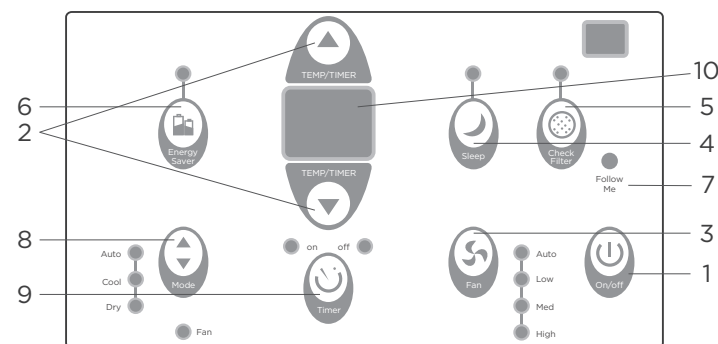 TEMP/TIMER
10
6
2
Energy
Saver
Sleep
Check
Filter
5
4
TEMP/TIMER
Follow
Me
7
8
Auto
Cool
Dry
Mode
on off
3
Auto
Low
Med
High
Fan
On/off
1
9
Timer
Fan